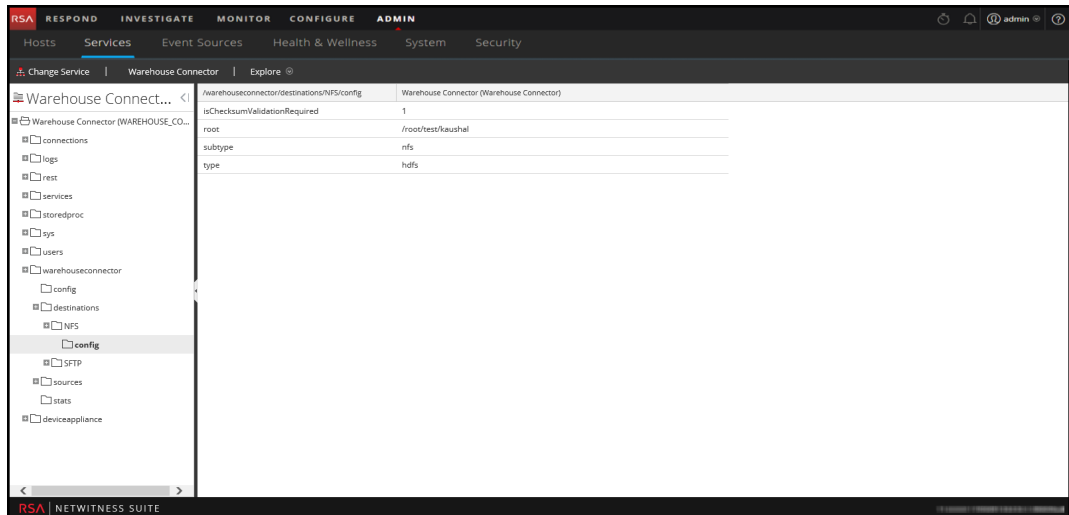 RSA RESPOND INVESTIGATE MONITOR CONFIGURE ADMIN admin
Hosts Services Event Sources Health & Wellness System Security
Change Service | Warehouse Connector | Explore
Warehouse Connect...
/warehouseconnector/destinations/NFS/config Warehouse Connector (Warehouse Connector)
isChecksumValidationRequired 1
root /root/test/kaushal
subtype nfs
type hdfs
Warehouse Connector (WAREHOUSE_CO...
connections
logs
rest
services
storedproc
sys
users
warehouseconnector
config
destinations
NFS
config
SFTP
sources
stats
deviceappliance
RSA | NETWITNESS SUITE